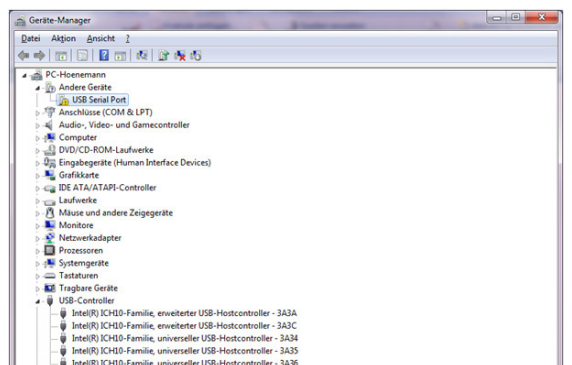 Geräte-Manager
Datei Aktion Ansicht ?
PC-Hoenemann
Andere Geräte
USB Serial Port
Anschlüsse (COM & LPT)
Audio-, Video- und Gamecontroller
Computer
DVD/CD-ROM-Laufwerke
Eingabegeräte (Human Interface Devices)
Grafikkarte
IDE ATA/ATAPI-Controller
Laufwerke
Mäuse und andere Zeigegeräte
Monitore
Netzwerkadapter
Prozessoren
Systemgeräte
Tastaturen
Tragbare Geräte
USB-Controller
Intel(R) ICH10-Familie, erweiterter USB-Hostcontroller - 3A3A
Intel(R) ICH10-Familie, erweiterter USB-Hostcontroller - 3A3C
Intel(R) ICH10-Familie, universeller USB-Hostcontroller - 3A34
Intel(R) ICH10-Familie, universeller USB-Hostcontroller - 3A35
Intel(R) ICH10-Familie, universeller USB-Hostcontroller - 3A36